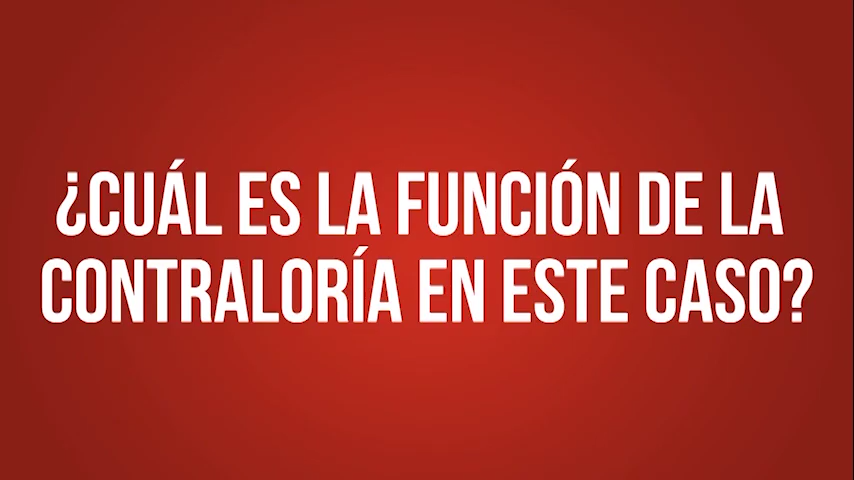 ¿CUÁL ES LA FUNCIÓN DE LA
CONTRALORÍA EN ESTE CASO?